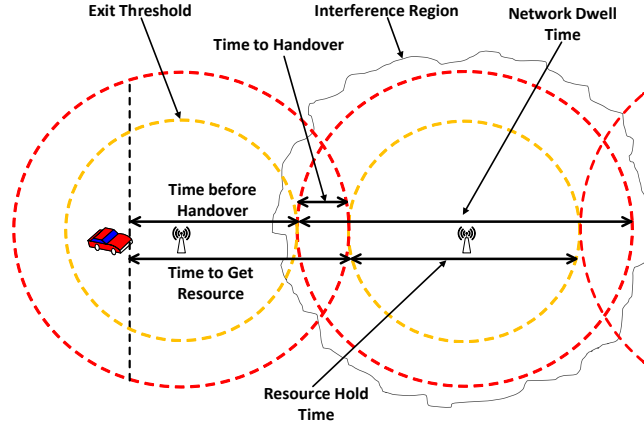 Exit Threshold
Interference Region
Network Dwell
Time
Time to Handover
Time before
Handover
Time to Get
Resource
Resource Hold
Time